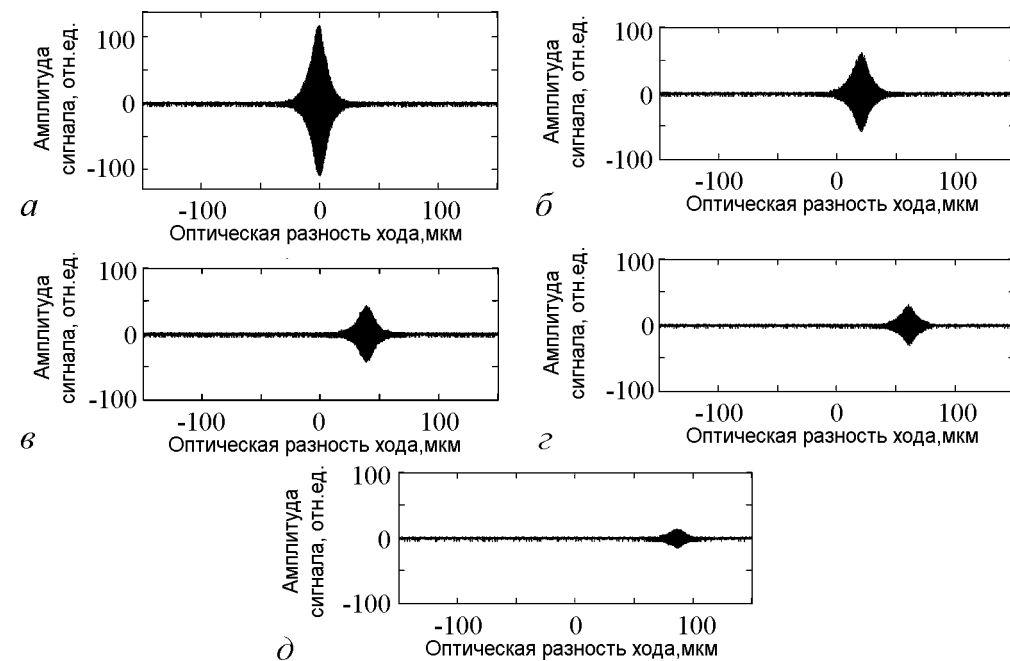 Амплитуда
сигнала, отн.ед.
100
0
-100
-100 0 100
Оптическая разность хода,мкм
а
Амплитуда
сигнала, отн.ед.
100
0
-100
-100 0 100
Оптическая разность хода,мкм
б
Амплитуда
сигнала, отн.ед.
100
0
-100
-100 0 100
Оптическая разность хода,мкм
в
Амплитуда
сигнала, отн.ед.
100
0
-100
-100 0 100
Оптическая разность хода,мкм
г
Амплитуда
сигнала, отн.ед.
100
0
-100
-100 0 100
Оптическая разность хода,мкм
д